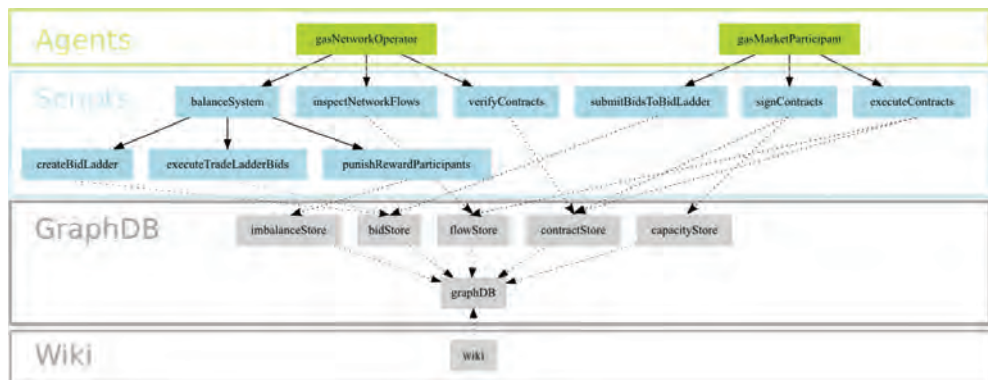 Agents
gasNetworkOperator gasMarketParticipant
Scripts
balanceSystem inspectNetworkFlows verifyContracts submitBidsToBidLadder signContracts executeContracts
createBidLadder executeTradeLadderBids punishRewardParticipants
GraphDB
imbalanceStore bidStore flowStore contractStore capacityStore
graphDB
Wiki
wiki